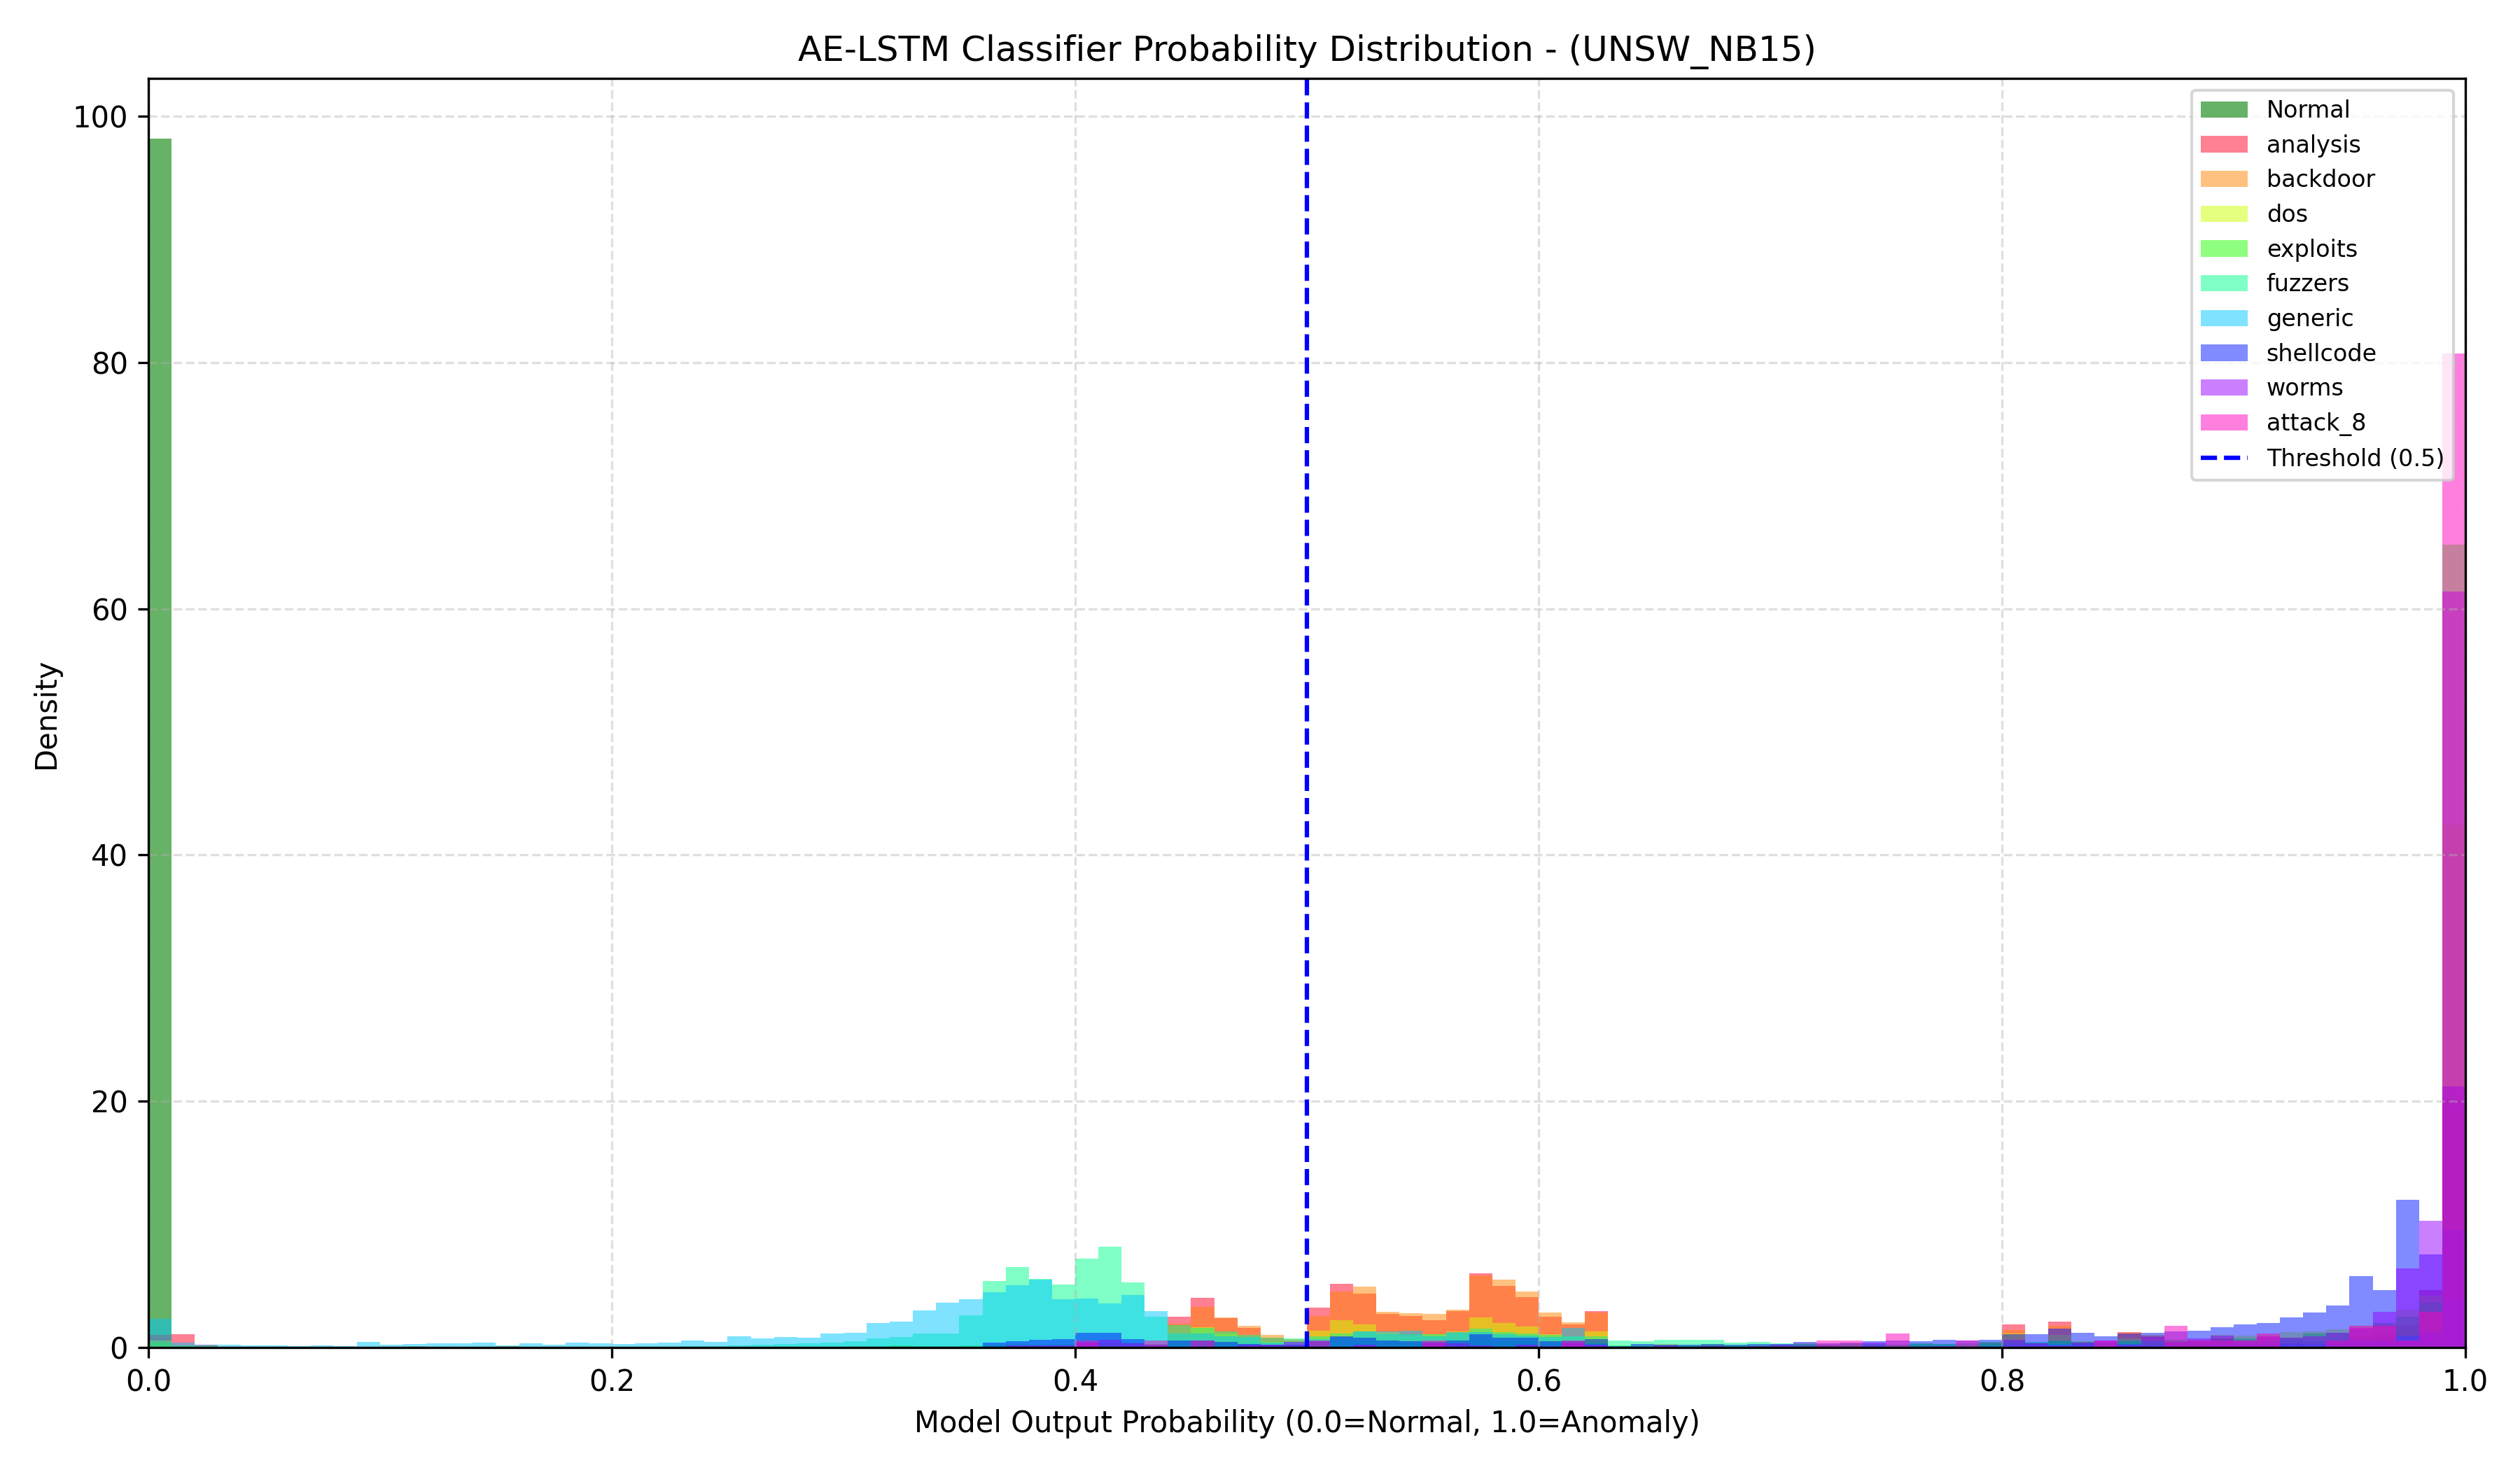 AE-LSTM Classifier Probability Distribution - (UNSW_NB15)
100
80
60
40
20
0
Density
Normal
analysis
backdoor
dos
exploits
fuzzers
generic
shellcode
worms
attack_8
Threshold (0.5)
0.0 0.2 0.4 0.6 0.8 1.0
Model Output Probability (0.0=Normal, 1.0=Anomaly)